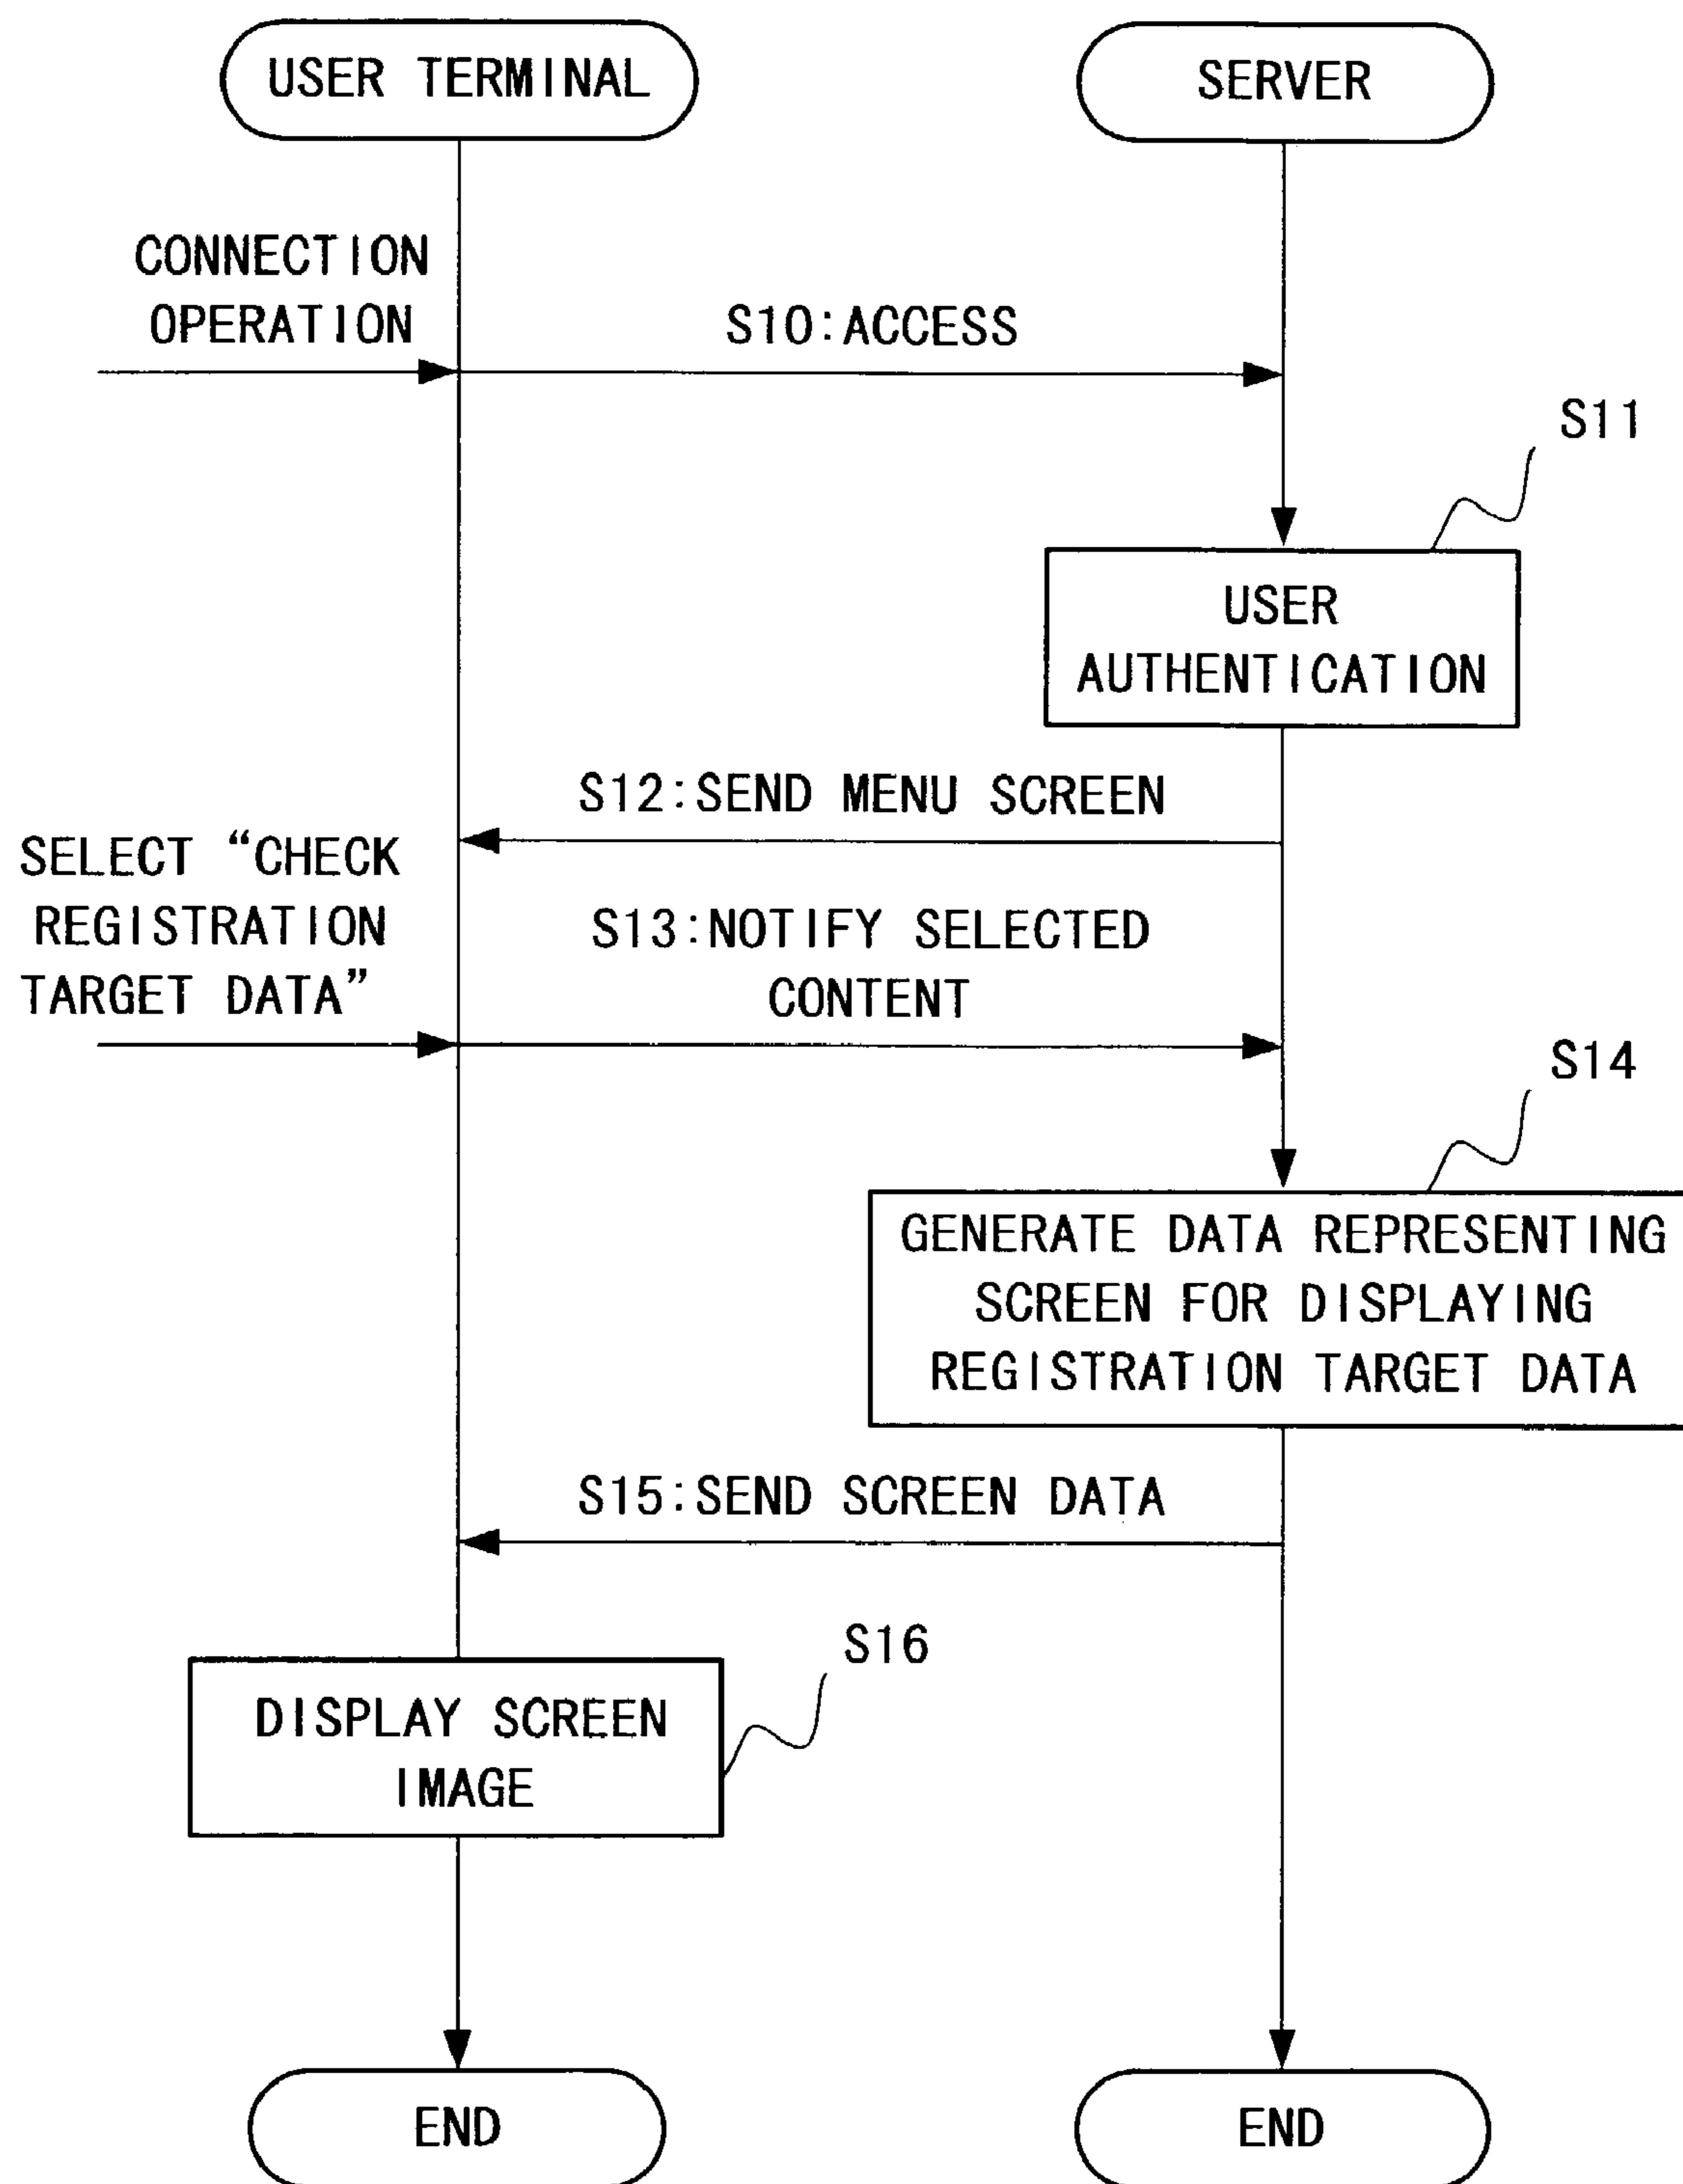 USER TERMINAL
SERVER
CONNECTION
OPERATION
S10:ACCESS
S11
USER
AUTHENTICATION
S12:SEND MENU SCREEN
SELECT “CHECK
REGISTRATION
TARGET DATA”
S13:NOTIFY SELECTED
CONTENT
S14
GENERATE DATA REPRESENTING
SCREEN FOR DISPLAYING
REGISTRATION TARGET DATA
S15:SEND SCREEN DATA
S16
DISPLAY SCREEN
IMAGE
END
END